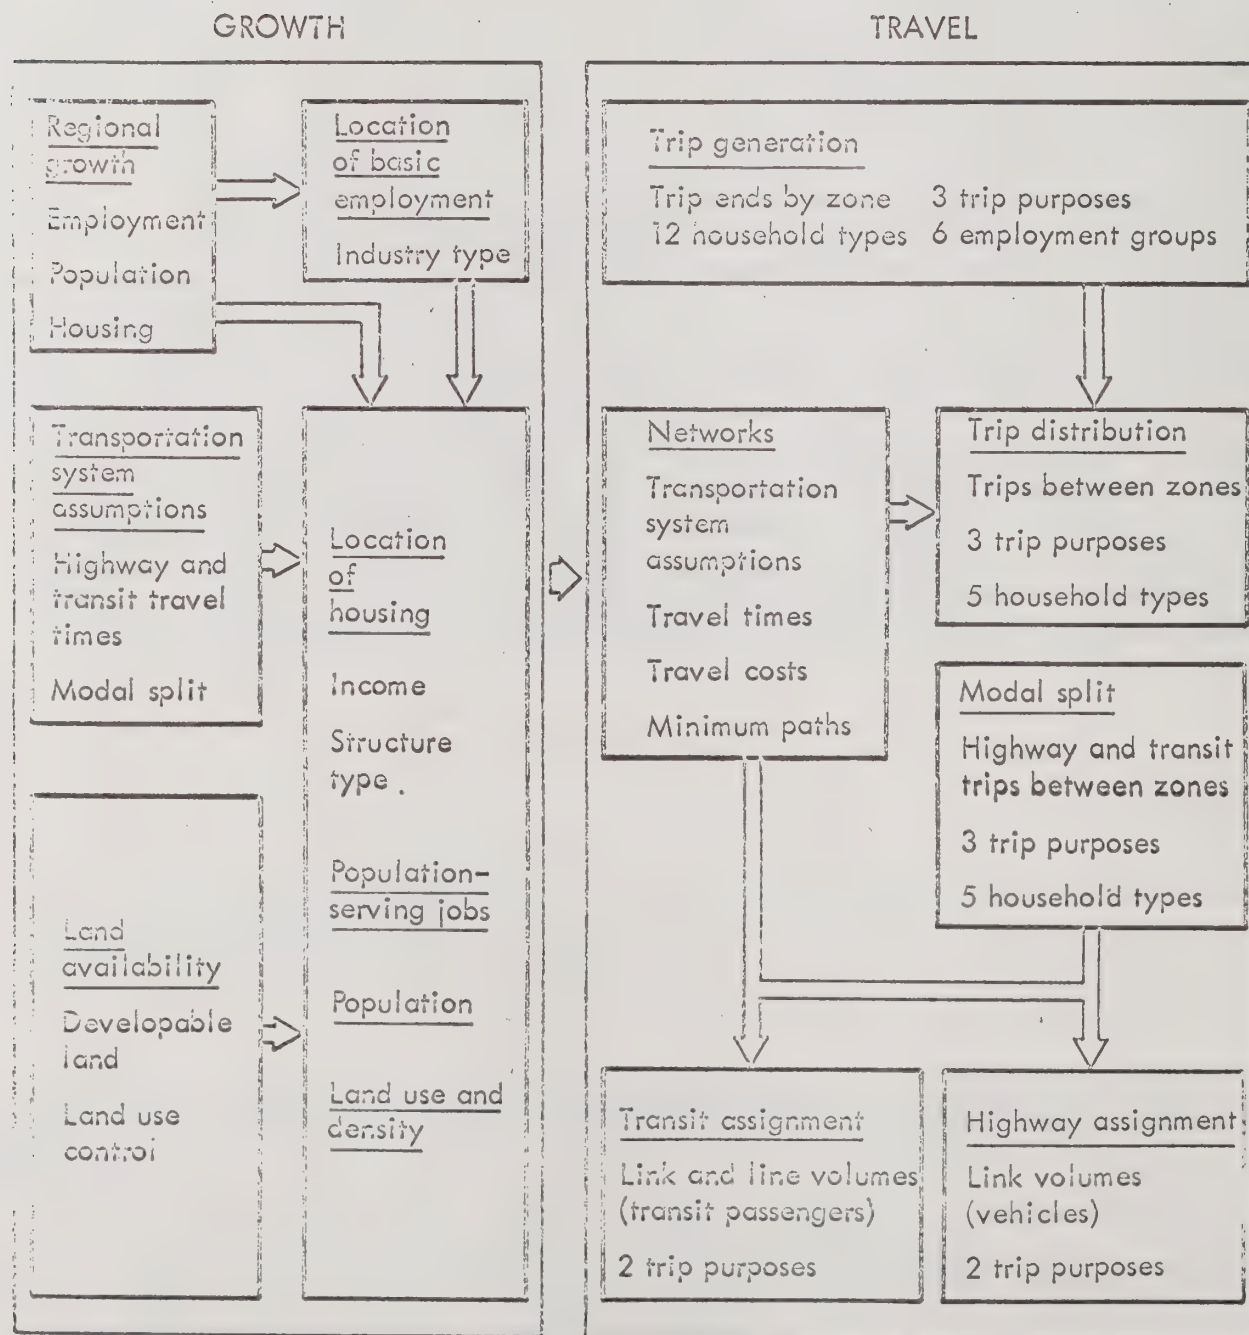 GROWTH
Regional
growth
Employment
Population
Housing
Location
of basic
employment
Industry type
Transportation
system
assumptions
Highway and
transit travel
times
Modal split
Land
availability
Developable
land
Land use
control
Location
of
housing
Income
Structure
type .
Population-
serving jobs
Population
Land use and
density
TRAVEL
Trip generation
Trip ends by zone 3 trip purposes
12 household types 6 employment groups
Networks
Transportation
system
assumptions
Travel times
Travel costs
Minimum paths
Trip distribution
Trips between zones
3 trip purposes
5 household types
Modal split
Highway and transit
trips between zones
3 trip purposes
5 household types
Transit assignment
Link and line volumes
(transit passengers)
2 trip purposes
Highway assignment
Link volumes
(vehicles)
2 trip purposes